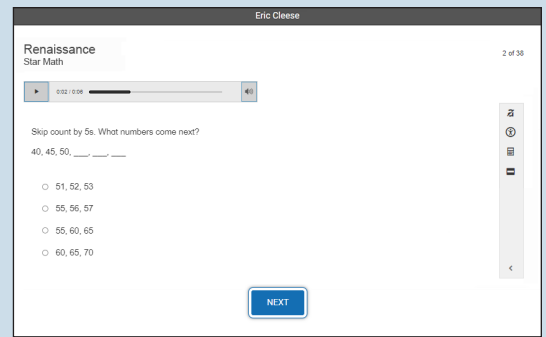 Eric Cleese
Renaissance
Star Math
2 of 38
0:02 / 0:08
Skip count by 5s. What numbers come next?
40, 45, 50, ___, ___, ___
51, 52, 53
55, 56, 57
55, 60, 65
60, 65, 70
NEXT